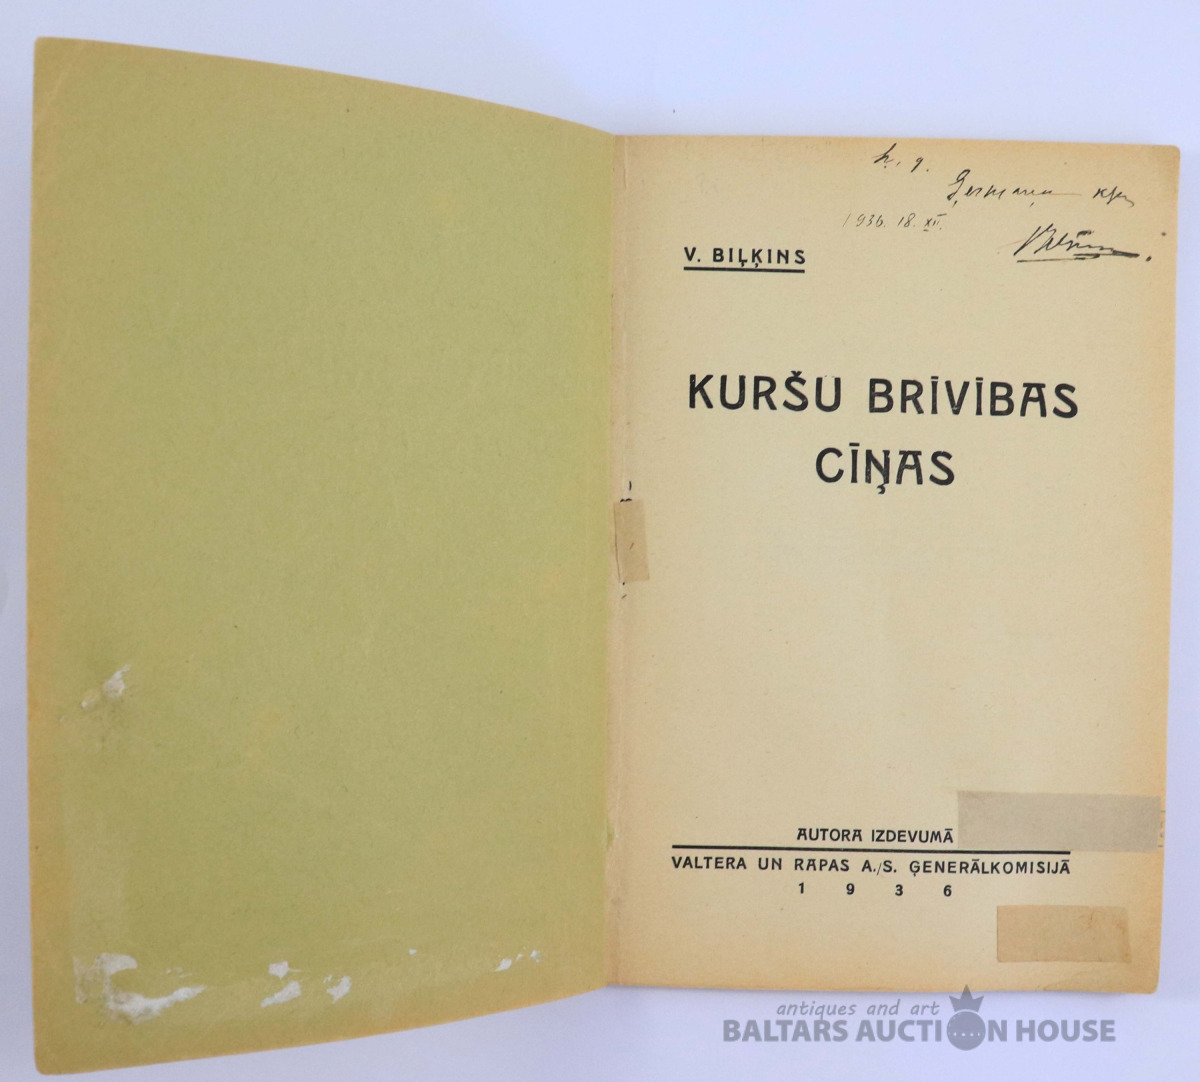 1936. 18. XII.
V. BIĻĶINS
KURŠU BRĪVĪBAS
CĪŅAS
AUTORA IZDEVUMĀ
VALTERA UN RAPAS A./S. ĢENERĀLKOMISIJĀ
1 9 3 6
antiques and art
BALTARS AUCTION HOUSE